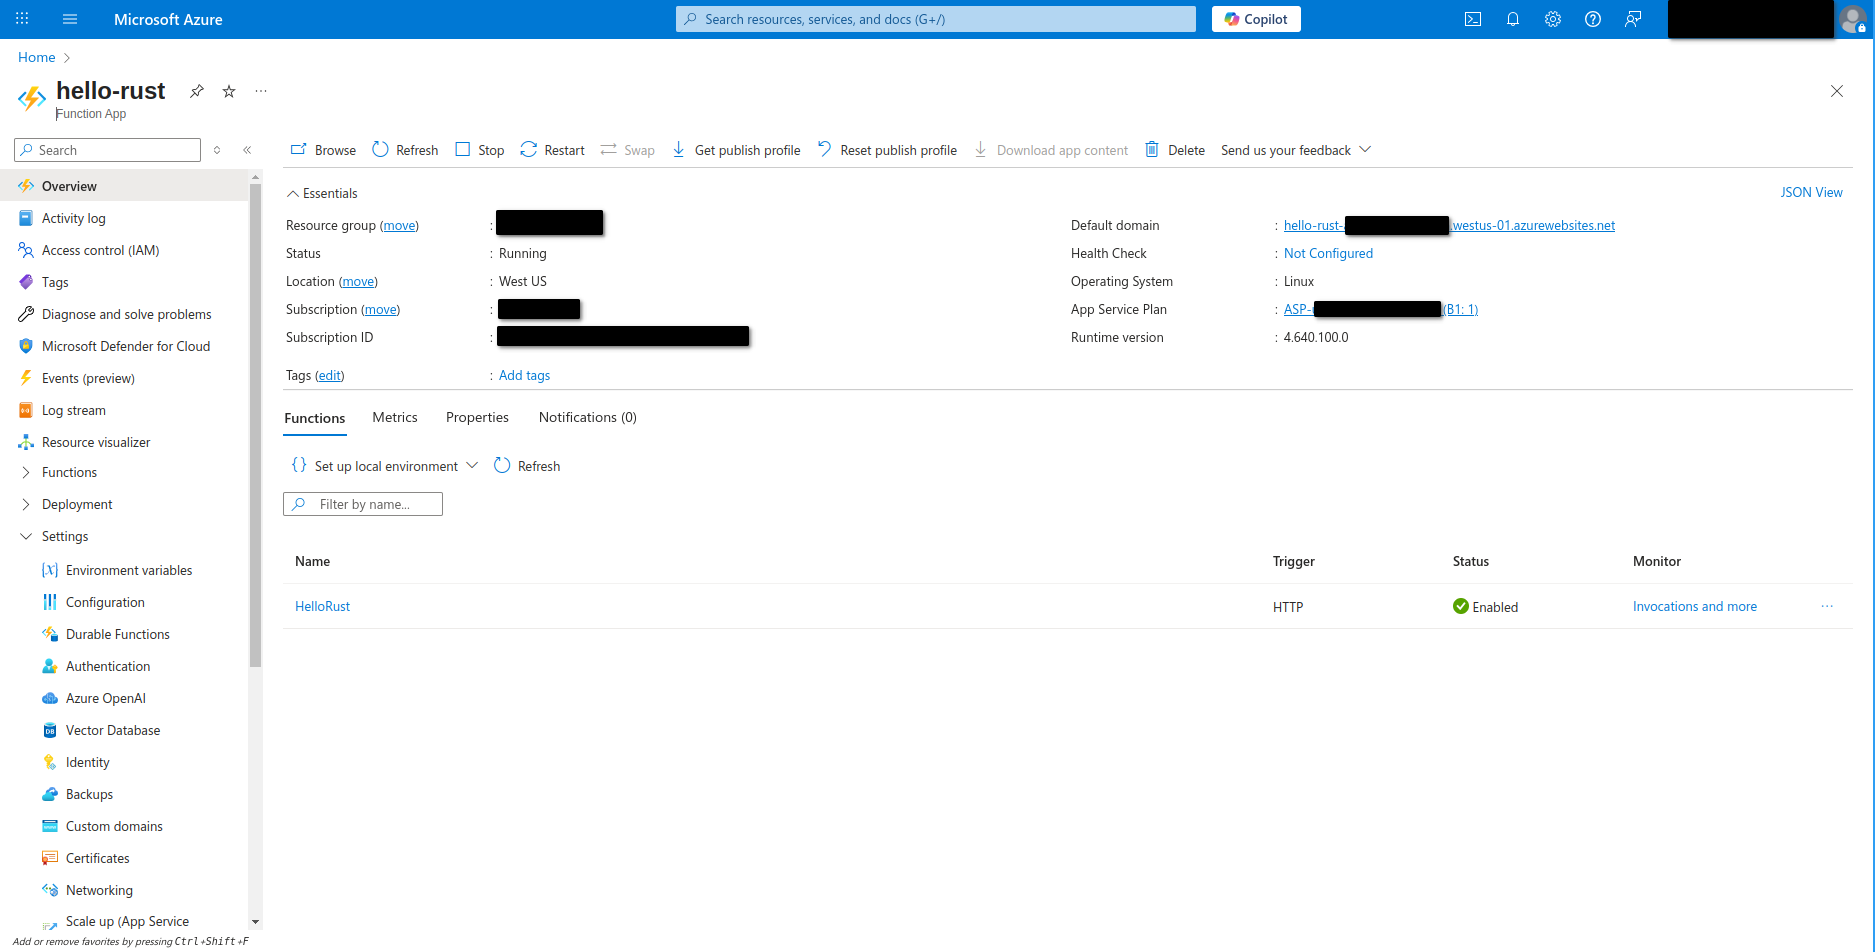 Microsoft Azure
Search resources, services, and docs (G+/)
Copilot
Home
hello-rust
Function App
Search
Browse Refresh Stop Restart Swap Get publish profile Reset publish profile Download app content Delete Send us your feedback
Overview
Activity log
Access control (IAM)
Tags
Diagnose and solve problems
Microsoft Defender for Cloud
Events (preview)
Log stream
Resource visualizer
Functions
Deployment
Settings
Environment variables
Configuration
Durable Functions
Authentication
Azure OpenAI
Vector Database
Identity
Backups
Custom domains
Certificates
Networking
Scale up (App Service
Add or remove favorites by pressing Ctrl+Shift+F
Essentials
JSON View
Resource group (move) :
Status : Running
Location (move) : West US
Subscription (move) :
Subscription ID :
Tags (edit) : Add tags
Default domain : hello-rust- .westus-01.azurewebsites.net
Health Check : Not Configured
Operating System : Linux
App Service Plan : ASP- (B1: 1)
Runtime version : 4.640.100.0
Functions Metrics Properties Notifications (0)
{} Set up local environment Refresh
Filter by name...
Name Trigger Status Monitor
HelloRust HTTP Enabled Invocations and more ...